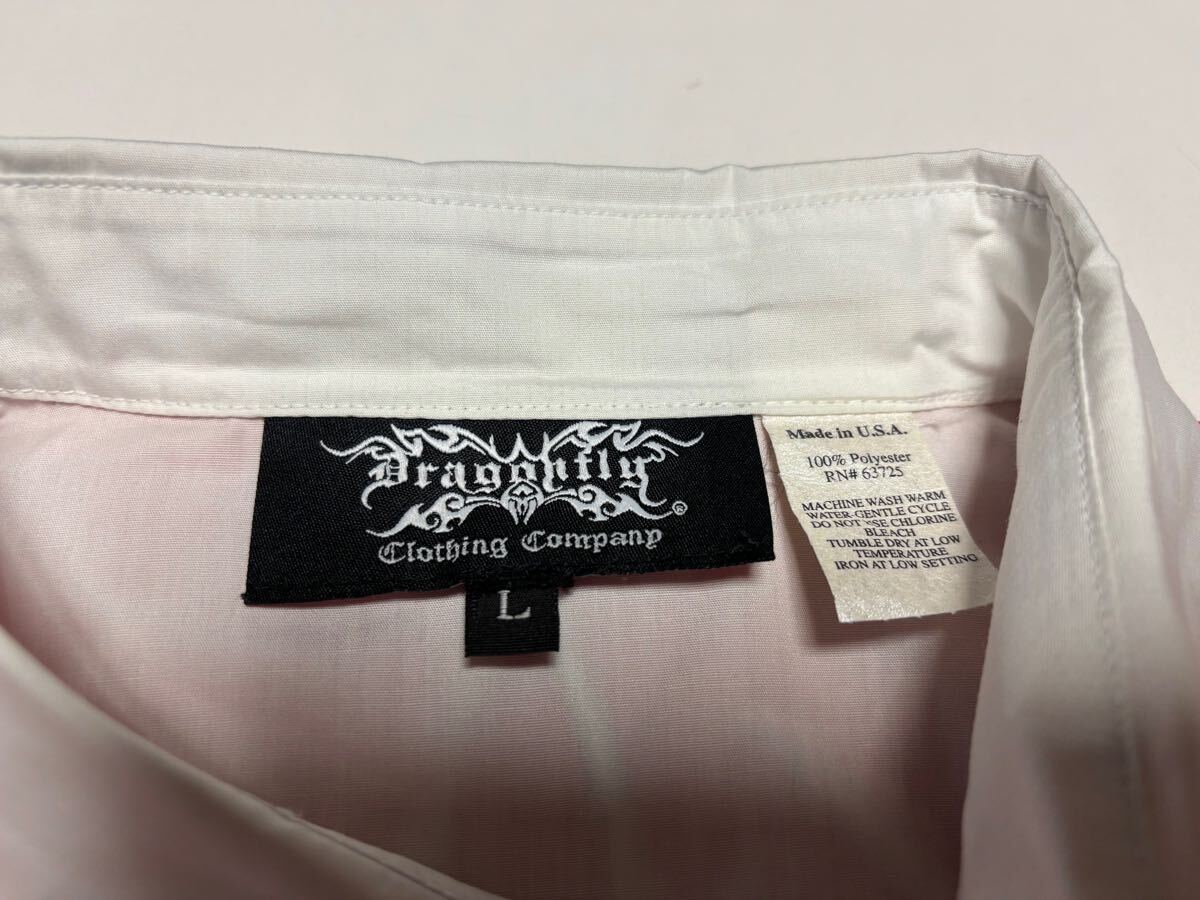 Dragonfly
®
Clothing Company
L
Made in U.S.A.
100% Polyester
RN# 63725
MACHINE WASH WARM
WATER GENTLE CYCLE
DO NOT USE CHLORINE
BLEACH
TUMBLE DRY AT LOW
TEMPERATURE
IRON AT LOW SETTING